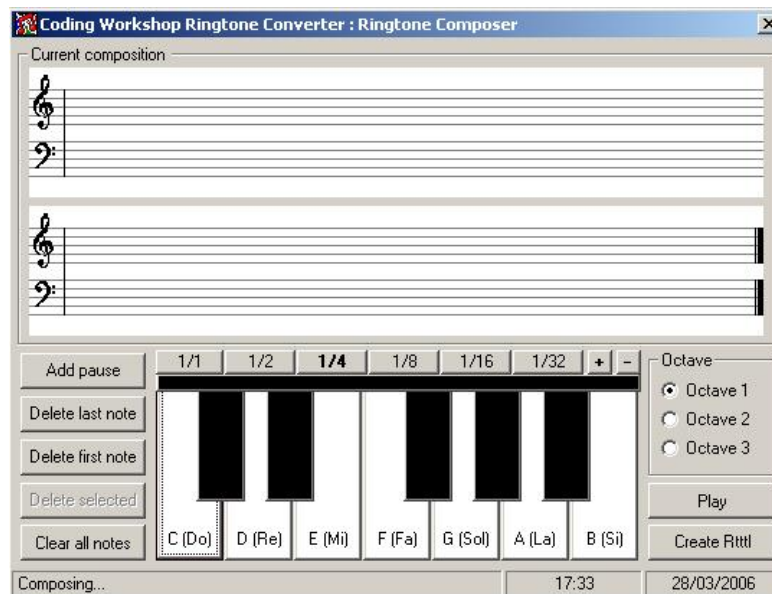 Coding Workshop Ringtone Converter : Ringtone Composer
Current composition
Add pause
Delete last note
Delete first note
Delete selected
Clear all notes
1/1 1/2 1/4 1/8 1/16 1/32 + -
C (Do) D (Re) E (Mi) F (Fa) G (Sol) A (La) B (Si)
Octave
Octave 1
Octave 2
Octave 3
Play
Create Rtttl
Composing... 17:33 28/03/2006